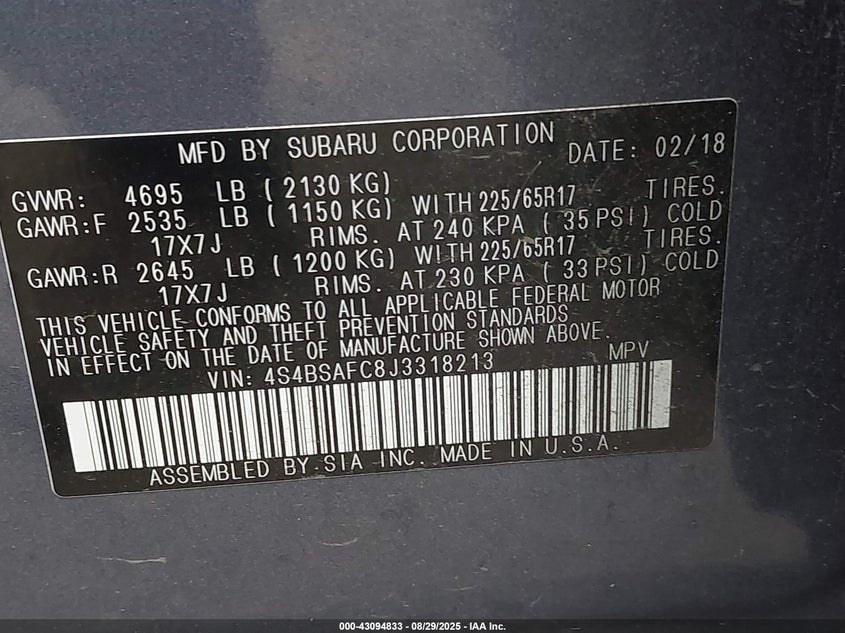 MFD BY SUBARU CORPORATION DATE: 02/18
GVWR: 4695 LB ( 2130 KG)
GAWR:F 2535 LB ( 1150 KG) WITH 225/65R17 TIRES.
17X7J RIMS. AT 240 KPA ( 35 PSI) COLD
GAWR:R 2645 LB ( 1200 KG) WITH 225/65R17 TIRES.
17X7J RIMS. AT 230 KPA ( 33 PSI) COLD
THIS VEHICLE CONFORMS TO ALL APPLICABLE FEDERAL MOTOR
VEHICLE SAFETY AND THEFT PREVENTION STANDARDS
IN EFFECT ON THE DATE OF MANUFACTURE SHOWN ABOVE.
VIN: 4S4BSAFC8J3318213 MPV
ASSEMBLED BY SIA INC. MADE IN U.S.A.
000-43094833 - 08/29/2025 - IAA Inc.